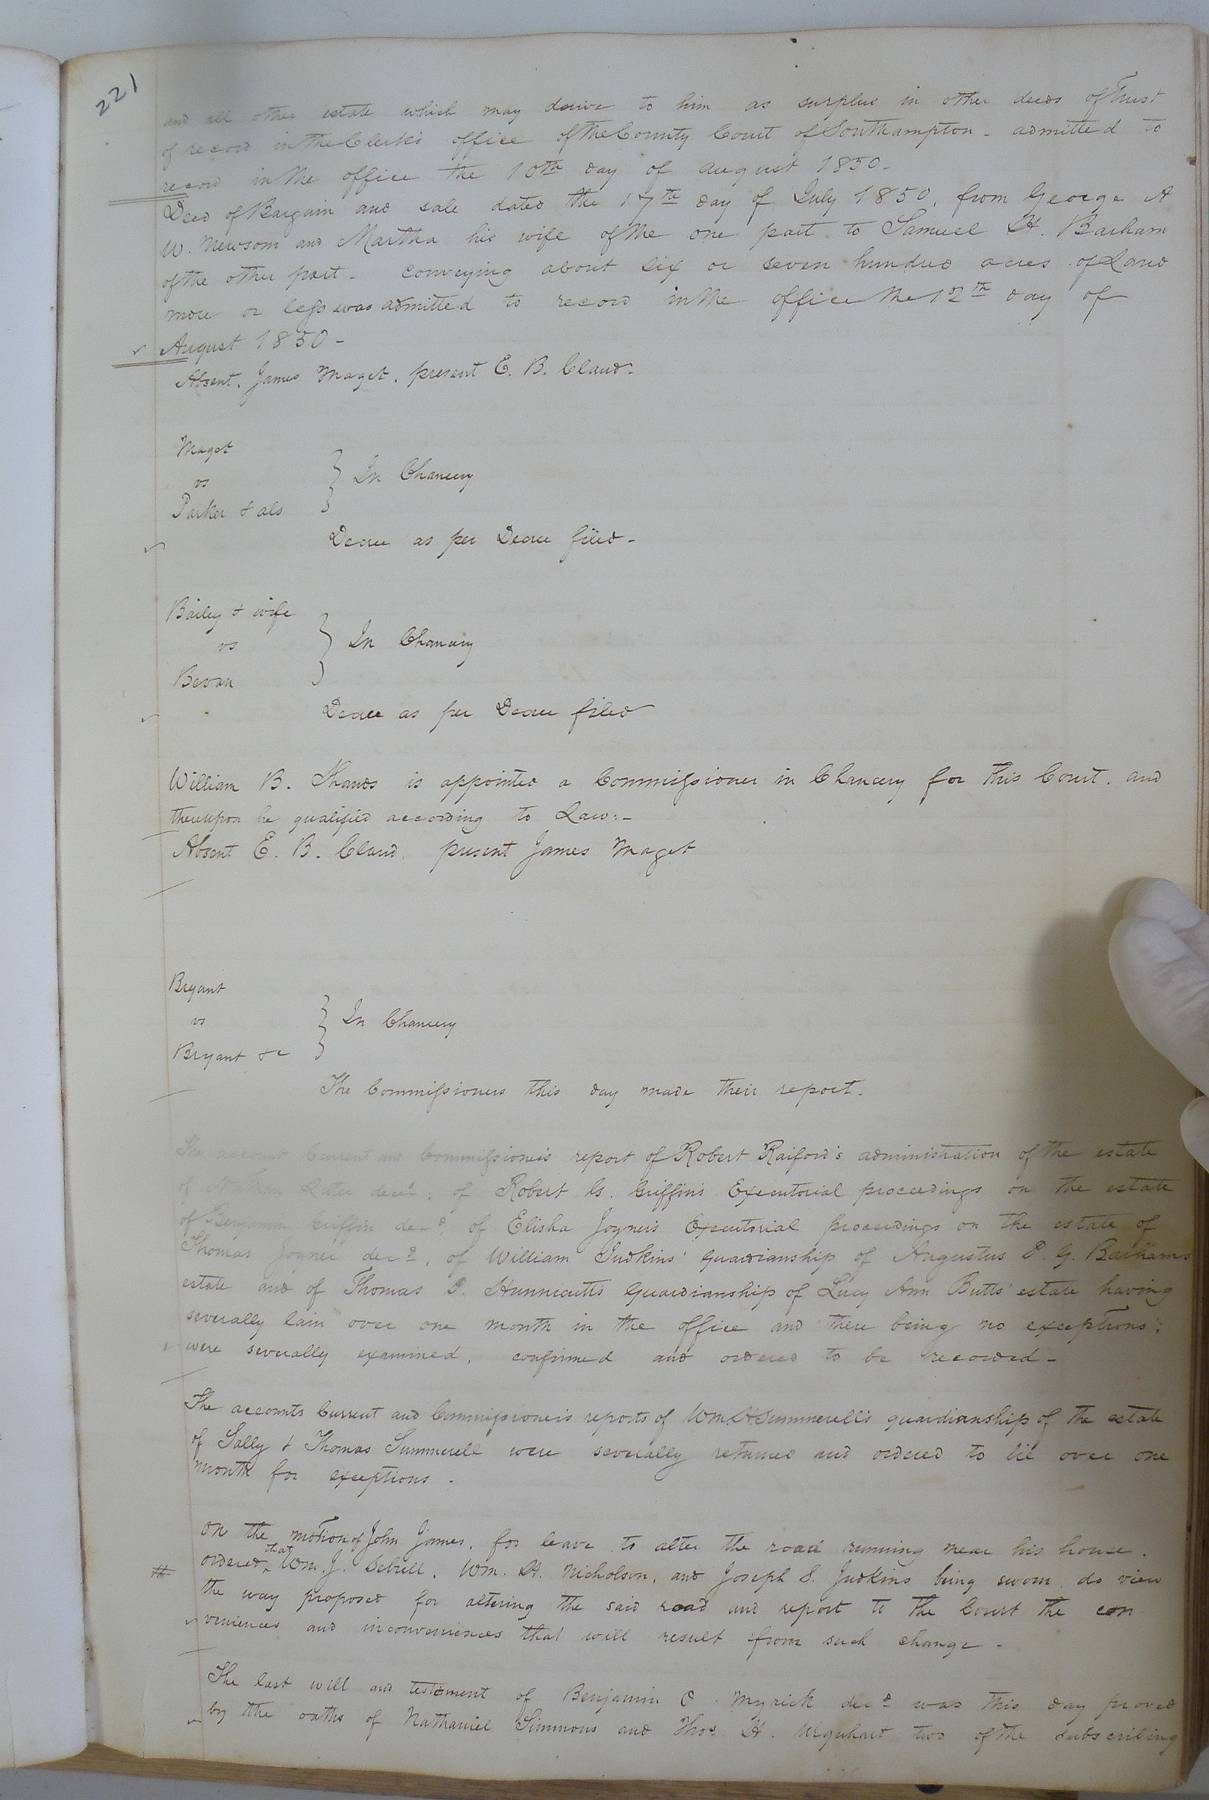 221
and all other estate which may derive to him as surplus in other deeds of Trust
of record in the Clerk's office of the County Court of Southampton - admitted to
record in the office the 10th day of August 1850 -
Deed of Bargain and sale dated the 17th day of July 1850, from George A
W. Newsom and Martha his wife of the one part to Samuel H. Barham
of the other part - conveying about six or seven hundred acres of Land
more or less was admitted to record in the office the 12th day of
August 1850 -
Absent, James Maget, present E. B. Claud.
Maget
vs } In Chancery
Parker & als
Decree as per Decree filed -
Bailey & wife
vs } In Chancery
Bevan
Decree as per Decree filed
William B. Shands is appointed a Commissioner in Chancery for this Court, and
thereupon he qualified according to Law: -
Absent E. B. Claud, present James Maget
Bryant
vs } In Chancery
Bryant &c
The Commissioners this day made their report.
The account Current and Commissioner's report of Robert Raiford's administration of the estate
of decd; of Robert G. Griffin's Executorial proceedings on the estate
of Benjamin Griffin decd of Elisha Joyner's Executorial proceedings on the estate of
Thomas Joyner decd, of William Judkins' guardianship of Augustus P. G. Barhams
estate and of Thomas P. Hunnicutts Guardianship of Lucy Ann Butts' estate having
severally lain over one month in the office and there being no exceptions;
were severally examined, confirmed and ordered to be recorded -
The accounts Current and Commissioner's reports of Wm H Summerell's guardianship of the estate
of Sally & Thomas Summerell were severally returned and ordered to lie over one
month for exceptions.
On the motion of John James, for leave to alter the road running near his house,
ordered, that Wm. J. Sebrell, Wm. H. Nicholson, and Joseph S. Judkins being sworn do view
the way proposed for altering the said road and report to the Court the con
veniences and inconveniences that will result from such change -
The last will and testament of Benjamin C. Myrick decd was this day proved
by the oaths of Nathaniel Simmons and Thos. H. Urquhart two of the subscribing